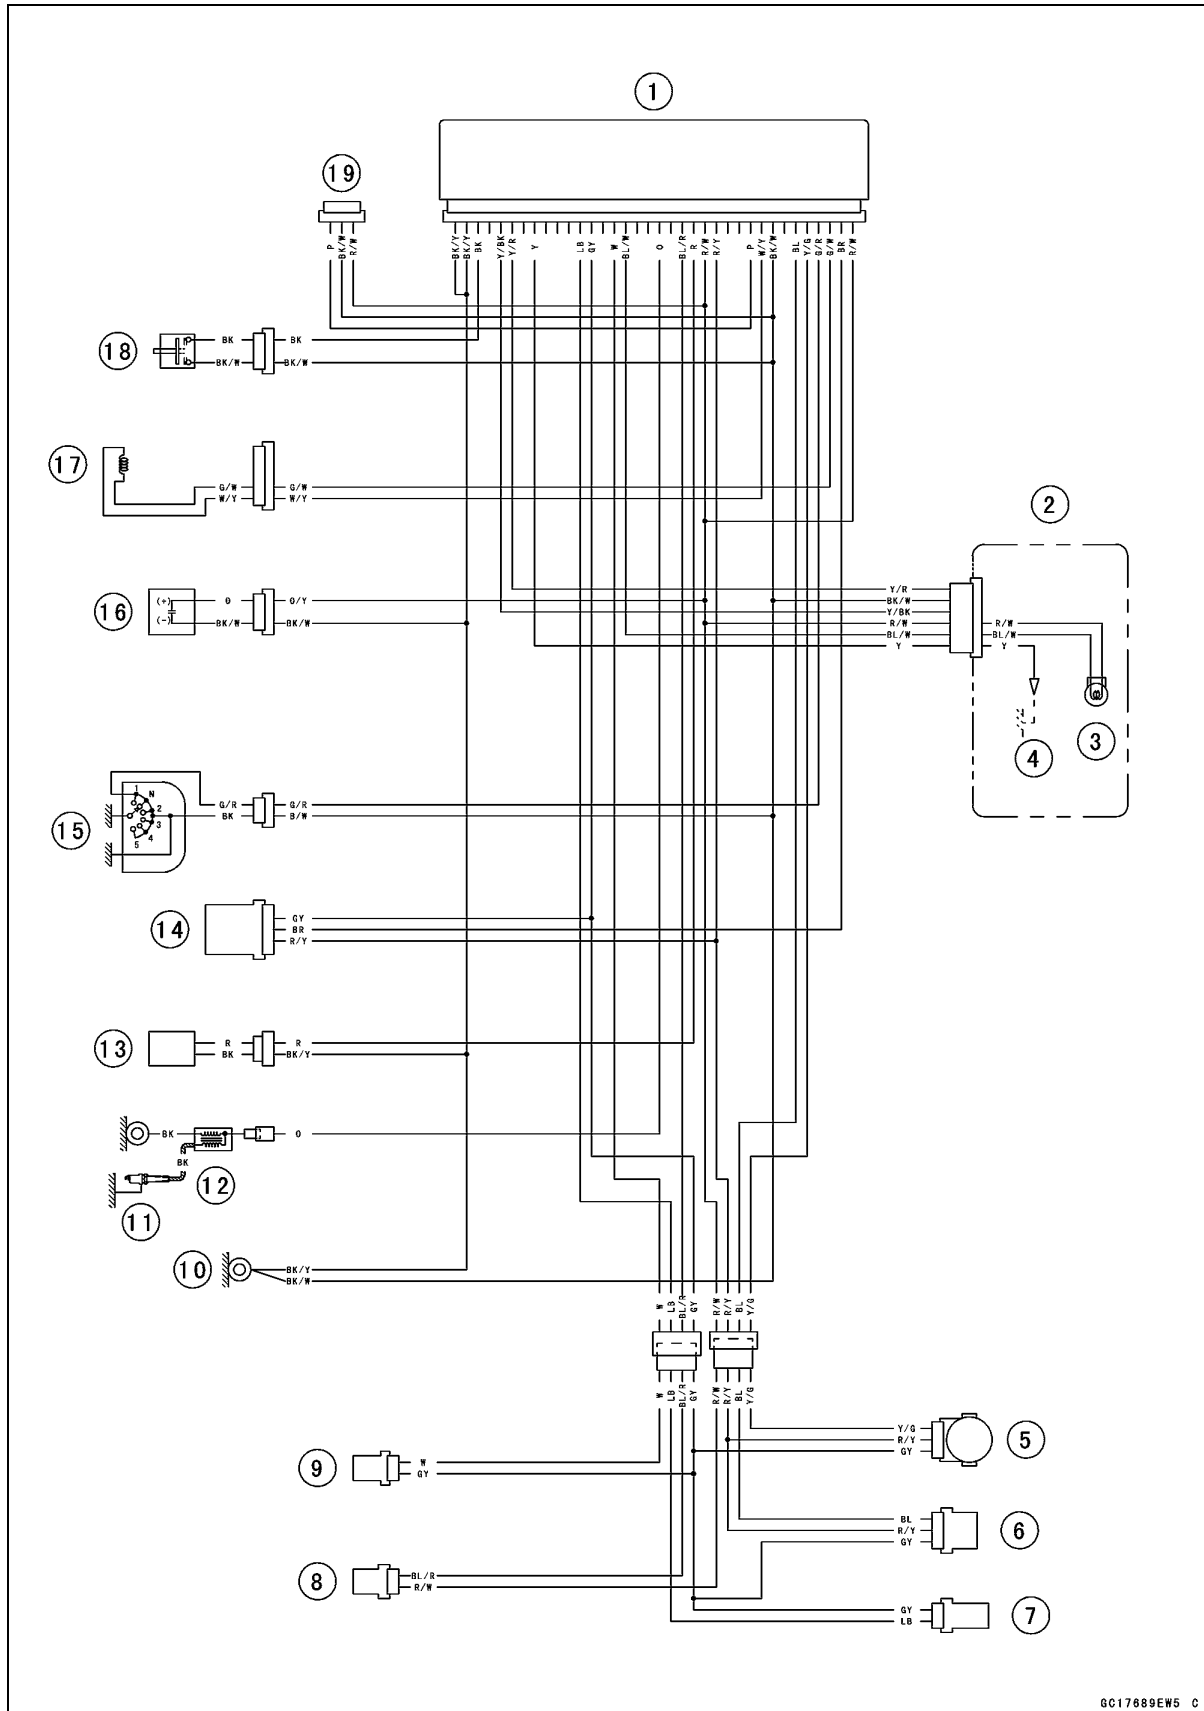 1
19
P
BK/W
R/W
BK/Y
BK/Y
BK
Y/BK
Y/R
Y
LB
GY
W
BL/W
O
BL/R
R
R/W
R/Y
P
W/Y
BK/W
BL
Y/G
G/R
G/W
BR
R/W
18
BK
BK
BK/W
BK/W
17
G/W
G/W
W/Y
W/Y
2
16
(+)
(-)
O
O/Y
BK/W
BK/W
Y/R
BK/W
Y/BK
R/W
BL/W
Y
R/W
BL/W
Y
4
3
15
1
N
2
3
4
5
G/R
G/R
BK
B/W
14
GY
BR
R/Y
13
R
R
BK
BK/Y
BK
O
BK
12
11
10
BK/Y
BK/W
W
LB
BL/R
GY
R/W
R/Y
BL
Y/G
W
LB
BL/R
GY
R/W
R/Y
BL
Y/G
9
W
GY
Y/G
R/Y
GY
5
BL
R/Y
GY
6
8
BL/R
R/W
GY
LB
7
GC17689EW5 C